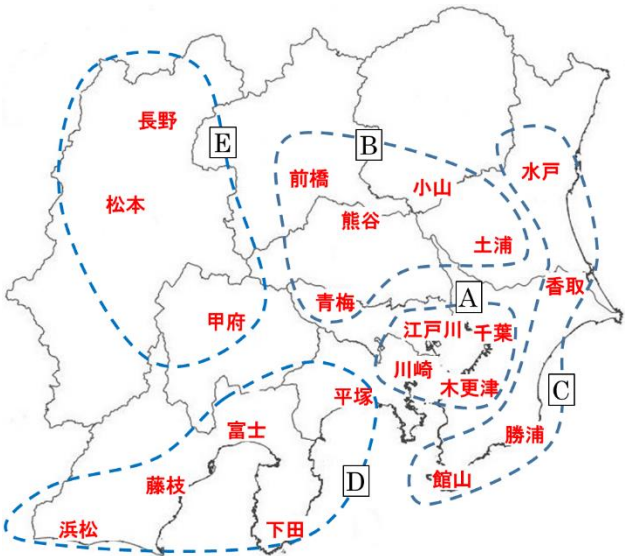 長野
E
B
前橋
小山
水戸
松本
熊谷
土浦
青梅
A
香取
甲府
江戸川
千葉
川崎
木更津
平塚
C
富士
勝浦
藤枝
D
館山
浜松
下田